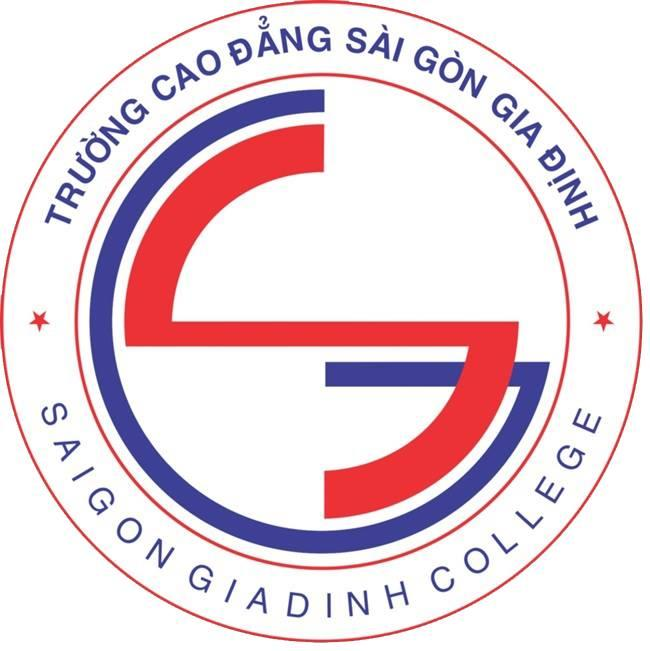 TRƯỜNG CAO ĐẲNG SÀI GÒN GIA ĐỊNH
SAIGON GIADINH COLLEGE